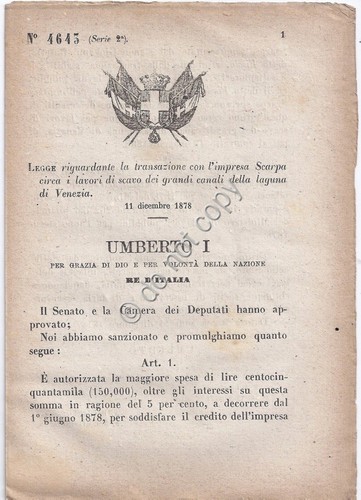 N° 4643 (Serie 2ª). 1
LEGGE riguardante la transazione con l'impresa Scarpa
circa i lavori di scavo dei grandi canali della laguna
di Venezia.
11 dicembre 1878
UMBERTO I
PER GRAZIA DI DIO E PER VOLONTÀ DELLA NAZIONE
RE D'ITALIA
Il Senato e la Camera dei Deputati hanno ap-
provato;
Noi abbiamo sanzionato e promulghiamo quanto
segue:
Art. 1.
È autorizzata la maggiore spesa di lire centocin-
quantamila (150,000), oltre gli interessi su questa
somma in ragione del 5 per cento, a decorrere dal
1° giugno 1878, per soddisfare il credito dell'impresa
do not copy